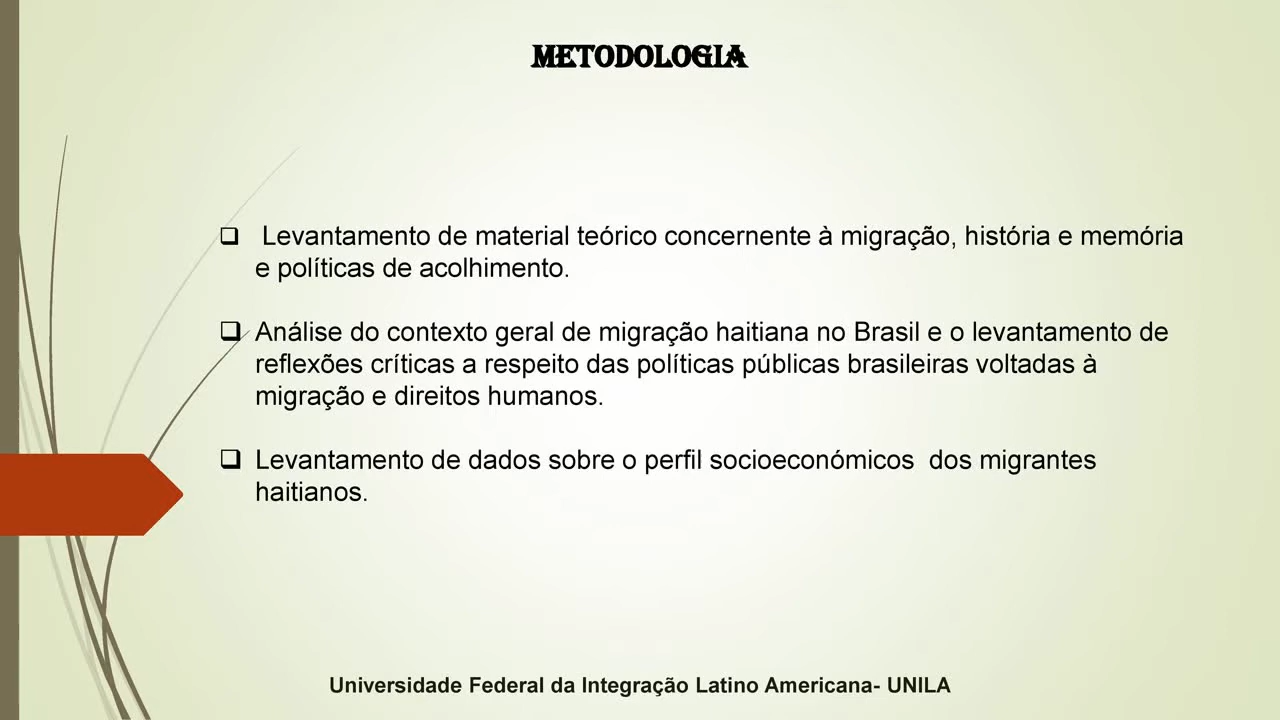 METODOLOGIA
Levantamento de material teórico concernente à migração, história e memória
e políticas de acolhimento.
Análise do contexto geral de migração haitiana no Brasil e o levantamento de
reflexões críticas a respeito das políticas públicas brasileiras voltadas à
migração e direitos humanos.
Levantamento de dados sobre o perfil socioeconómicos dos migrantes
haitianos.
Universidade Federal da Integração Latino Americana- UNILA